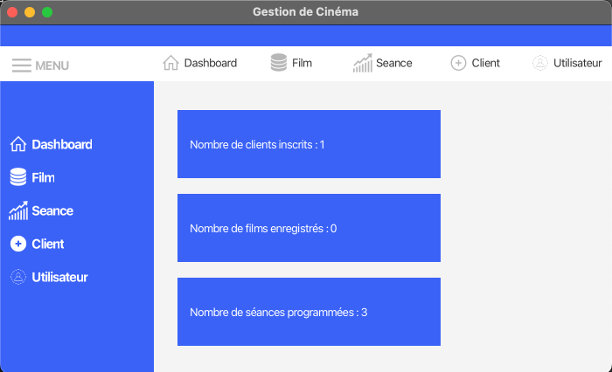 Gestion de Cinéma
MENU
Dashboard
Film
Seance
Client
Utilisateur
Dashboard
Film
Seance
Client
Utilisateur
Nombre de clients inscrits : 1
Nombre de films enregistrés : 0
Nombre de séances programmées : 3